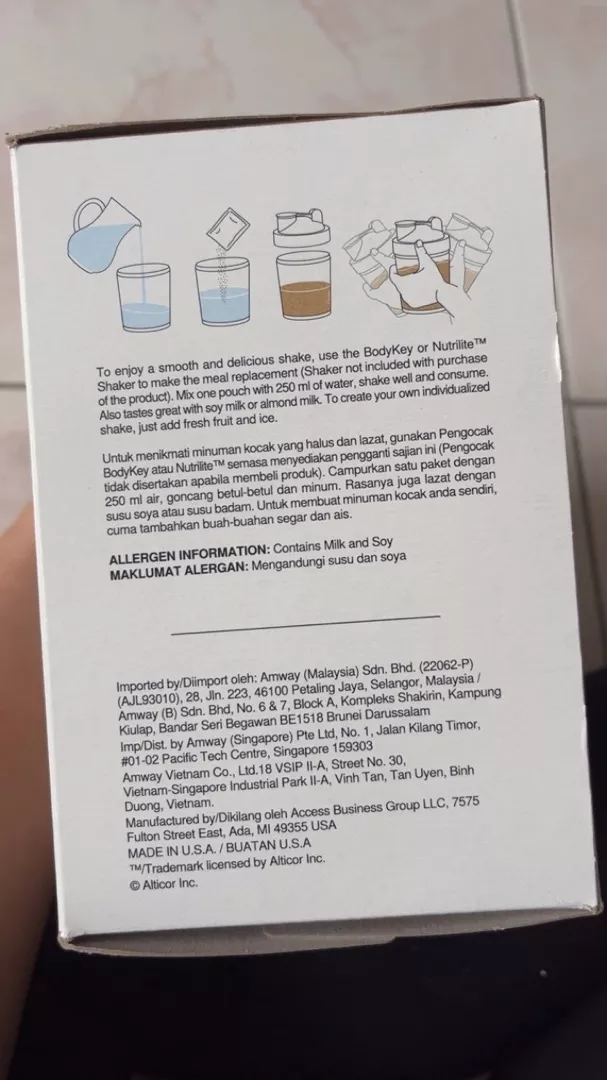 To enjoy a smooth and delicious shake, use the BodyKey or Nutrilite™
Shaker to make the meal replacement (Shaker not included with purchase
of the product). Mix one pouch with 250 ml of water, shake well and consume.
Also tastes great with soy milk or almond milk. To create your own individualized
shake, just add fresh fruit and ice.
Untuk menikmati minuman kocak yang halus dan lazat, gunakan Pengocak
BodyKey atau Nutrilite™ semasa menyediakan pengganti sajian ini (Pengocak
tidak disertakan apabila membeli produk). Campurkan satu paket dengan
250 ml air, goncang betul-betul dan minum. Rasanya juga lazat dengan
susu soya atau susu badam. Untuk membuat minuman kocak anda sendiri,
cuma tambahkan buah-buahan segar dan ais.
ALLERGEN INFORMATION: Contains Milk and Soy
MAKLUMAT ALERGAN: Mengandungi susu dan soya
Imported by/Diimport oleh: Amway (Malaysia) Sdn. Bhd. (22062-P)
(AJL93010), 28, Jln. 223, 46100 Petaling Jaya, Selangor, Malaysia /
Amway (B) Sdn. Bhd, No. 6 & 7, Block A, Kompleks Shakirin, Kampung
Kiulap, Bandar Seri Begawan BE1518 Brunei Darussalam
Imp/Dist. by Amway (Singapore) Pte Ltd, No. 1, Jalan Kilang Timor,
#01-02 Pacific Tech Centre, Singapore 159303
Amway Vietnam Co., Ltd.18 VSIP II-A, Street No. 30,
Vietnam-Singapore Industrial Park II-A, Vinh Tan, Tan Uyen, Binh
Duong, Vietnam.
Manufactured by/Dikilang oleh Access Business Group LLC, 7575
Fulton Street East, Ada, MI 49355 USA
MADE IN U.S.A. / BUATAN U.S.A
™/Trademark licensed by Alticor Inc.
© Alticor Inc.